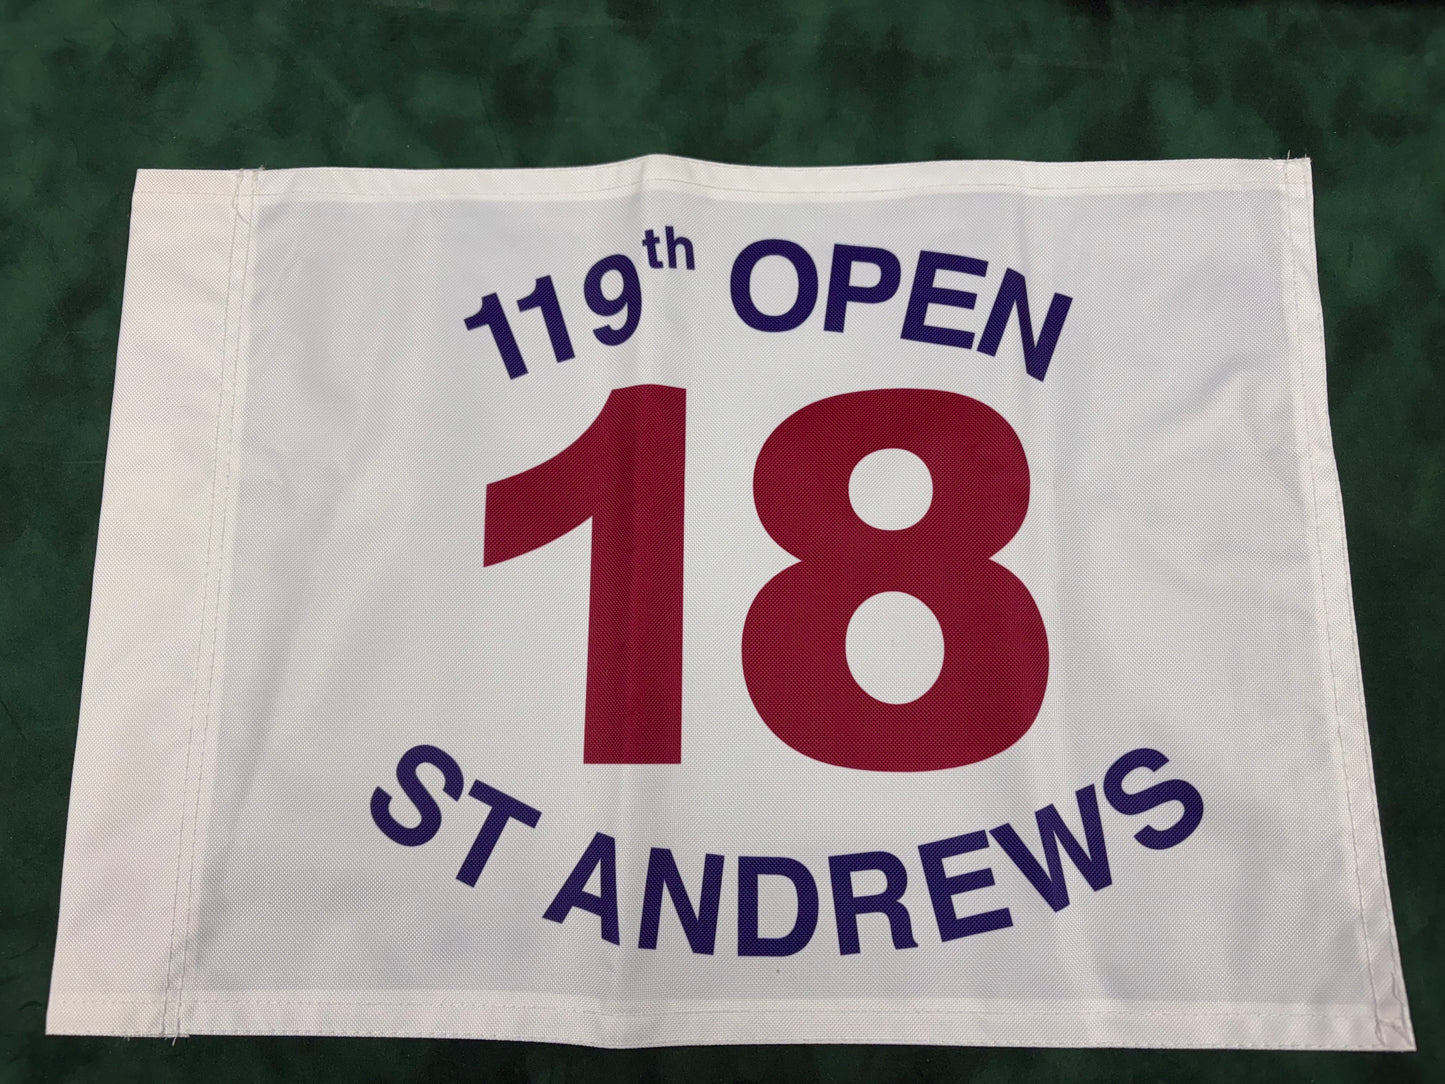 119th OPEN
18
ST ANDREWS